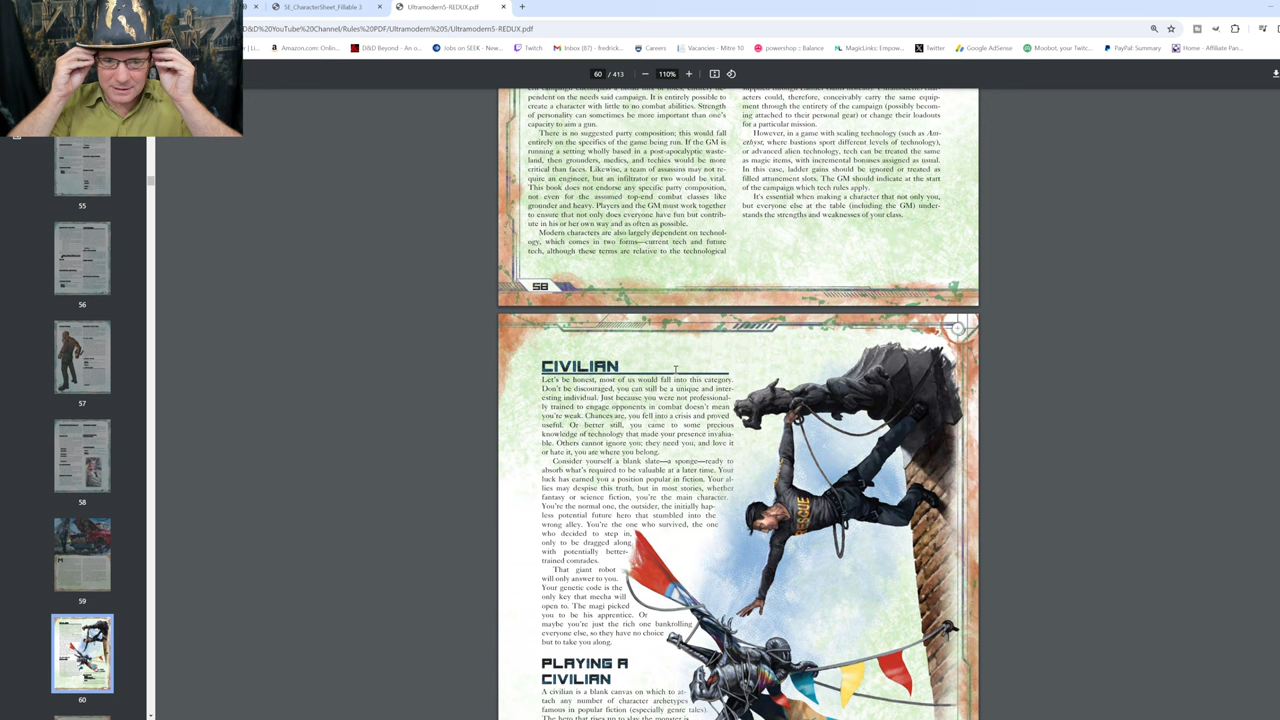 5E_CharacterSheet_Fillable 3
Ultramodern5-REDUX.pdf
D&D%20YouTube%20Channel/Rules%20PDF/Ultramodern%205/Ultramodern5-REDUX.pdf
Amazon.com: Onlin...
D&D Beyond - An o...
Jobs on SEEK - New...
Twitch
Inbox (87) - fredrick...
Careers
Vacancies - Mitre 10
powershop : Balance
MagicLinks: Empow...
Twitter
Google AdSense
Moobot, your Twitc...
PayPal: Summary
Home - Affiliate Pan...
60 / 413
110%
55
56
57
58
59
60
create a character with little to no combat abilities. Strength
of personality can sometimes be more important than one's
capacity to aim a gun.
There is no suggested party composition; this would fall
entirely on the specifics of the game being run. If the GM is
running a setting wholly based in a post-apocalyptic waste-
land, then grounders, medics, and techies would be more
critical than faces. Likewise, a team of assassins may not re-
quire an engineer, but an infiltrator or two would be vital.
This book does not endorse any specific party composition,
not even for the assumed top-end combat classes like
grounder and heavy. Players and the GM must work together
to ensure that not only does everyone have fun but contrib-
ute in his or her own way and as often as possible.
Modern characters are also largely dependent on technol-
ogy, which comes in two forms—current tech and future
tech, although these terms are relative to the technological
acters could, therefore, conceivably carry the same equip-
ment through the entirety of the campaign (possibly becom-
ing attached to their personal gear) or change their loadouts
for a particular mission.
However, in a game with scaling technology (such as Am-
ethyst, where bastions sport different levels of technology),
or advanced alien technology, tech can be treated the same
as magic items, with incremental bonuses assigned as usual.
In this case, ladder gains should be ignored or treated as
filled attunement slots. The GM should indicate at the start
of the campaign which tech rules apply.
It's essential when making a character that not only you,
but everyone else at the table (including the GM) under-
stands the strengths and weaknesses of your class.
58
CIVILIAN
Let's be honest, most of us would fall into this category.
Don't be discouraged, you can still be a unique and inter-
esting individual. Just because you were not professional-
ly trained to engage opponents in combat doesn't mean
you're weak. Chances are, you fell into a crisis and proved
useful. Or better still, you came to some precious
knowledge of technology that made your presence invalua-
ble. Others cannot ignore you; they need you, and love it
or hate it, you are where you belong.
Consider yourself a blank slate—a sponge—ready to
absorb what's required to be valuable at a later time. Your
luck has earned you a position popular in fiction. Your al-
lies may despise this truth, but in most stories, whether
fantasy or science fiction, you're the main character.
You're the normal one, the outsider, the initially hap-
less potential future hero that stumbled into the
wrong alley. You're the one who survived, the one
who decided to step in,
only to be dragged along
with potentially better-
trained comrades.
That giant robot
will only answer to you.
Your genetic code is the
only key that mecha will
open to. The magi picked
you to be his apprentice. Or
maybe you're just the rich one bankrolling
everyone else, so they have no choice
but to take you along.
PLAYING A
CIVILIAN
A civilian is a blank canvas on which to at-
tach any number of character archetypes
famous in popular fiction (especially genre tales).
The hero that rises up to slay the monster is